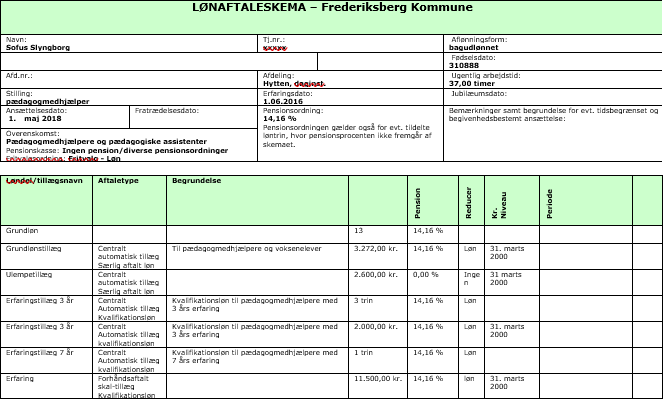 LØNAFTALESKEMA – Frederiksberg Kommune
Navn:
Sofus Slyngborg
Tj.nr.:
xxxxx
Aflønningsform:
bagudlønnet
Fødselsdato:
310888
Afd.nr.:
Afdeling:
Hytten, døginst.
Ugentlig arbejdstid:
37,00 timer
Stilling:
pædagogmedhjælper
Erfaringsdato:
1.06.2016
Jubilæumsdato:
Ansættelsesdato:
1. maj 2018
Fratrædelsesdato:
Pensionsordning:
14,16 %
Pensionsordningen gælder også for evt. tildelte
løntrin, hvor pensionsprocenten ikke fremgår af
skemaet.
Bemærkninger samt begrundelse for evt. tidsbegrænset og
begivenhedsbestemt ansættelse:
Overenskomst:
Pædagogmedhjælpere og pædagogiske assistenter
Pensionskasse: Ingen pension/diverse pensionsordninger
Fritvalgsordning: Fritvalg - Løn
Løndel/tillægsnavn
Aftaletype
Begrundelse
Pension
Reducer
Kr.
Niveau
Periode
Grundløn
13
14,16 %
Grundlønstillæg
Centralt
automatisk tillæg
Særlig aftalt løn
Til pædagogmedhjælpere og voksenelever
3.272,00 kr.
14,16 %
Løn
31. marts
2000
Ulempetillæg
Centralt
automatisk tillæg
Særlig aftalt løn
2.600,00 kr.
0,00 %
Inge
n
31 marts
2000
Erfaringstillæg 3 år
Centralt
Automatisk tillæg
Kvalifikationsløn
Kvalifikationsløn til pædagogmedhjælpere med
3 års erfaring
3 trin
14,16 %
Løn
Erfaringstillæg 3 år
Centralt
Automatisk tillæg
kvalifikationsløn
Kvalifikationsløn til pædagogmedhjælpere med
3 års erfaring
2.000,00 kr.
14,16 %
Løn
31. marts
2000
Erfaringstillæg 7 år
Centralt
Automatisk tillæg
kvalifikationsløn
Kvalifikationsløn til pædagogmedhjælpere med
7 års erfaring
1 trin
14,16 %
Løn
Erfaring
Forhåndsaftalt
skal-tillæg
Kvalifikationsløn
11.500,00 kr.
14,16 %
løn
31. marts
2000